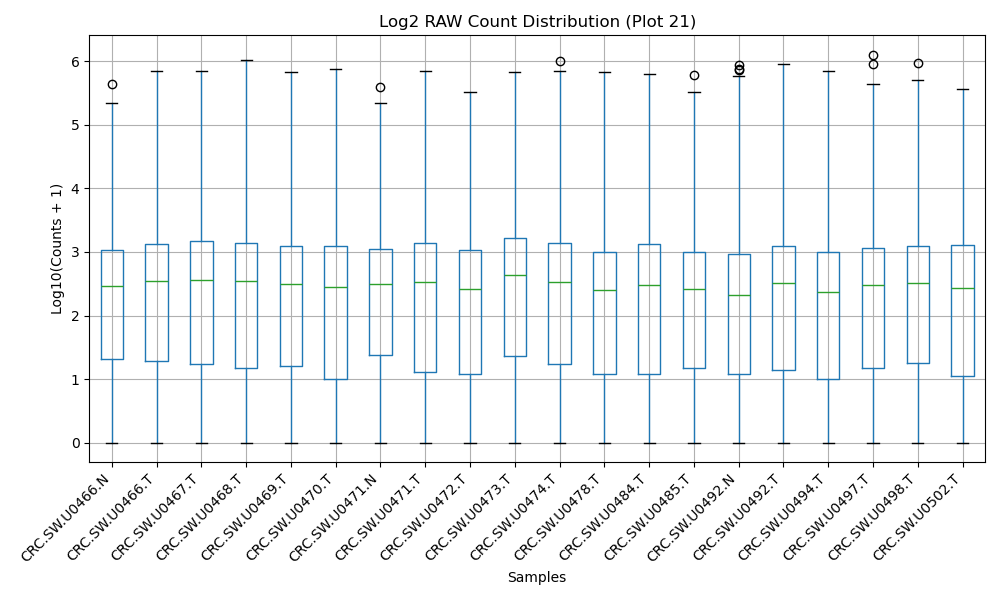 Log2 RAW Count Distribution (Plot 21)
Log10(Counts + 1)
6
5
4
3
2
1
0
CRC.SW.U0466.N
CRC.SW.U0466.T
CRC.SW.U0467.T
CRC.SW.U0468.T
CRC.SW.U0469.T
CRC.SW.U0470.T
CRC.SW.U0471.N
CRC.SW.U0471.T
CRC.SW.U0472.T
CRC.SW.U0473.T
CRC.SW.U0474.T
CRC.SW.U0478.T
CRC.SW.U0484.T
CRC.SW.U0485.T
CRC.SW.U0492.N
CRC.SW.U0492.T
CRC.SW.U0494.T
CRC.SW.U0497.T
CRC.SW.U0498.T
CRC.SW.U0502.T
Samples